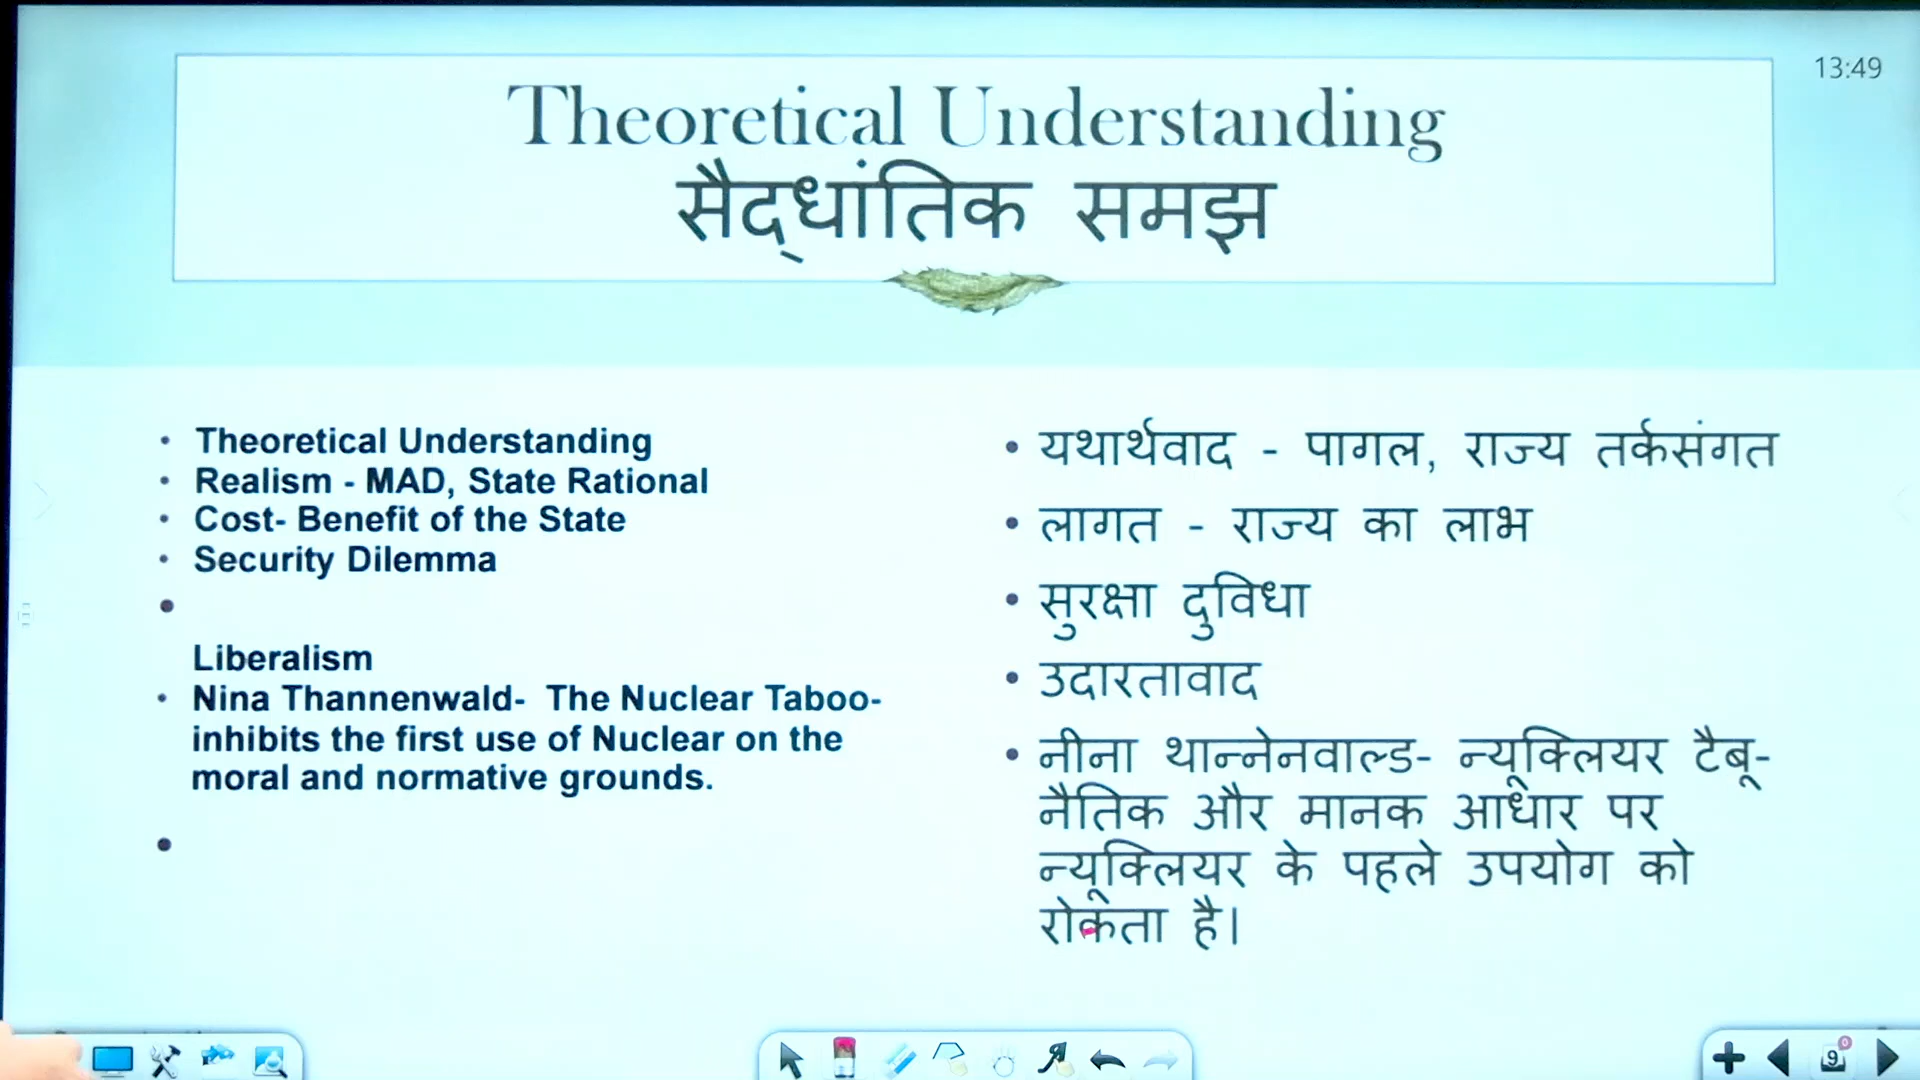 13:49
Theoretical Understanding
सैद्धांतिक समझ
• Theoretical Understanding
• Realism - MAD, State Rational
• Cost- Benefit of the State
• Security Dilemma
•
Liberalism
• Nina Thannenwald- The Nuclear Taboo-
inhibits the first use of Nuclear on the
moral and normative grounds.
•
• यथार्थवाद - पागल, राज्य तर्कसंगत
• लागत - राज्य का लाभ
• सुरक्षा दुविधा
• उदारतावाद
• नीना थान्नेनवाल्ड- न्यूक्लियर टैबू-
नैतिक और मानक आधार पर
न्यूक्लियर के पहले उपयोग को
रोकता है।
9
0